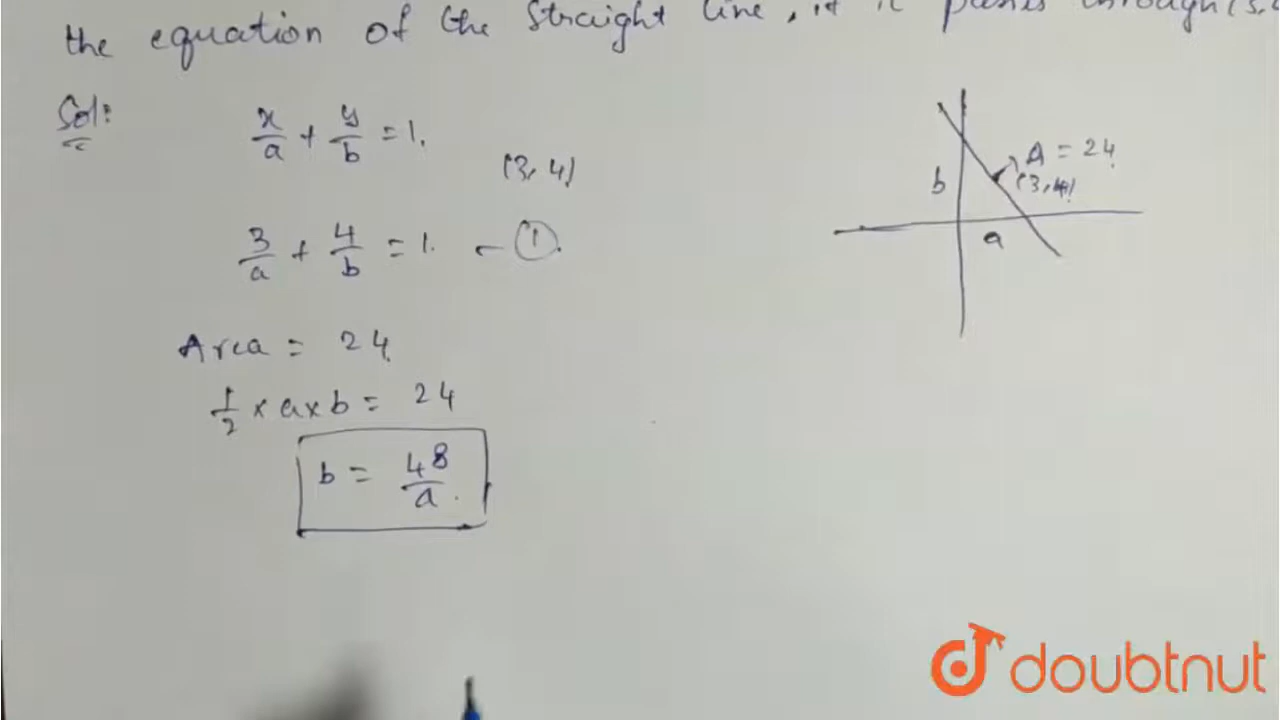 the equation of the straight line, if it passes through (3,
Sol:
x/a + y/b = 1.
(3, 4)
A = 24
(3,4)
b
a
3/a + 4/b = 1. - ①.
Area = 24
1/2 × a × b = 24
b = 48/a.
doubtnut